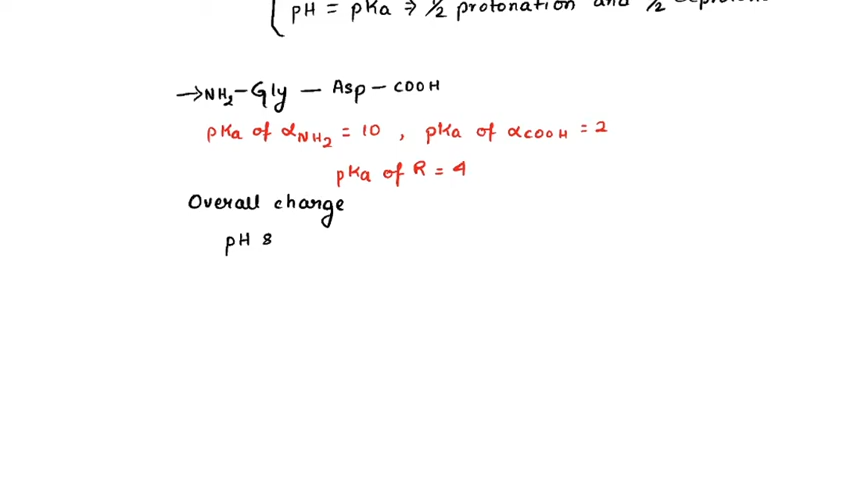 pH = pKa ⇒ 1/2 protonation and 1/2
→ NH2 - Gly - Asp - COOH
pKa of αNH2 = 10 , pKa of αCOOH = 2
pKa of R = 4
Overall change
pH 8